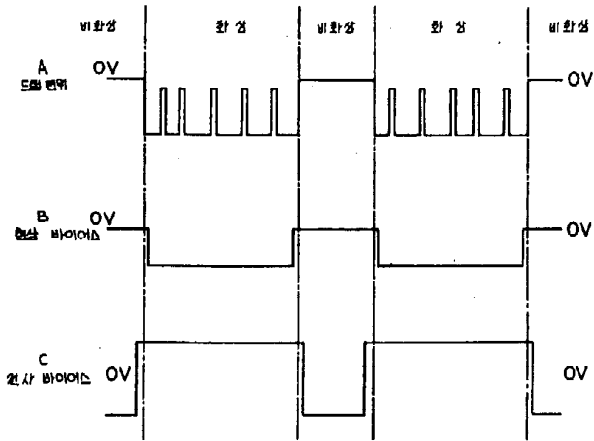 비화상 화 상 비화상 화 상 비화상
A OV OV
드럼 변위
B OV OV
현상 바이어스
C
전사 바이어스 OV OV